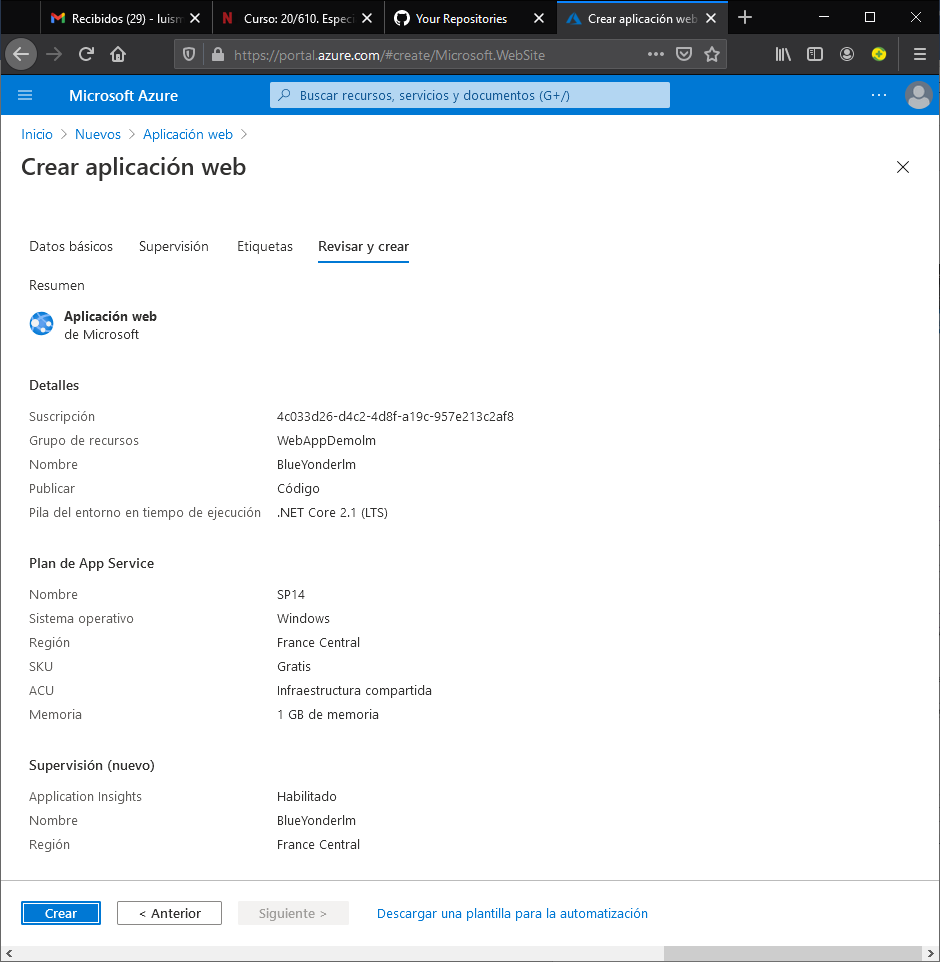 Recibidos (29) - luism
Curso: 20/610. Especi
Your Repositories
Crear aplicación web
https://portal.azure.com/#create/Microsoft.WebSite
Microsoft Azure
Buscar recursos, servicios y documentos (G+/)
Inicio > Nuevos > Aplicación web >
Crear aplicación web
Datos básicos Supervisión Etiquetas Revisar y crear
Resumen
Aplicación web
de Microsoft
Detalles
Suscripción 4c033d26-d4c2-4d8f-a19c-957e213c2af8
Grupo de recursos WebAppDemolm
Nombre BlueYonderlm
Publicar Código
Pila del entorno en tiempo de ejecución .NET Core 2.1 (LTS)
Plan de App Service
Nombre SP14
Sistema operativo Windows
Región France Central
SKU Gratis
ACU Infraestructura compartida
Memoria 1 GB de memoria
Supervisión (nuevo)
Application Insights Habilitado
Nombre BlueYonderlm
Región France Central
Crear < Anterior Siguiente > Descargar una plantilla para la automatización